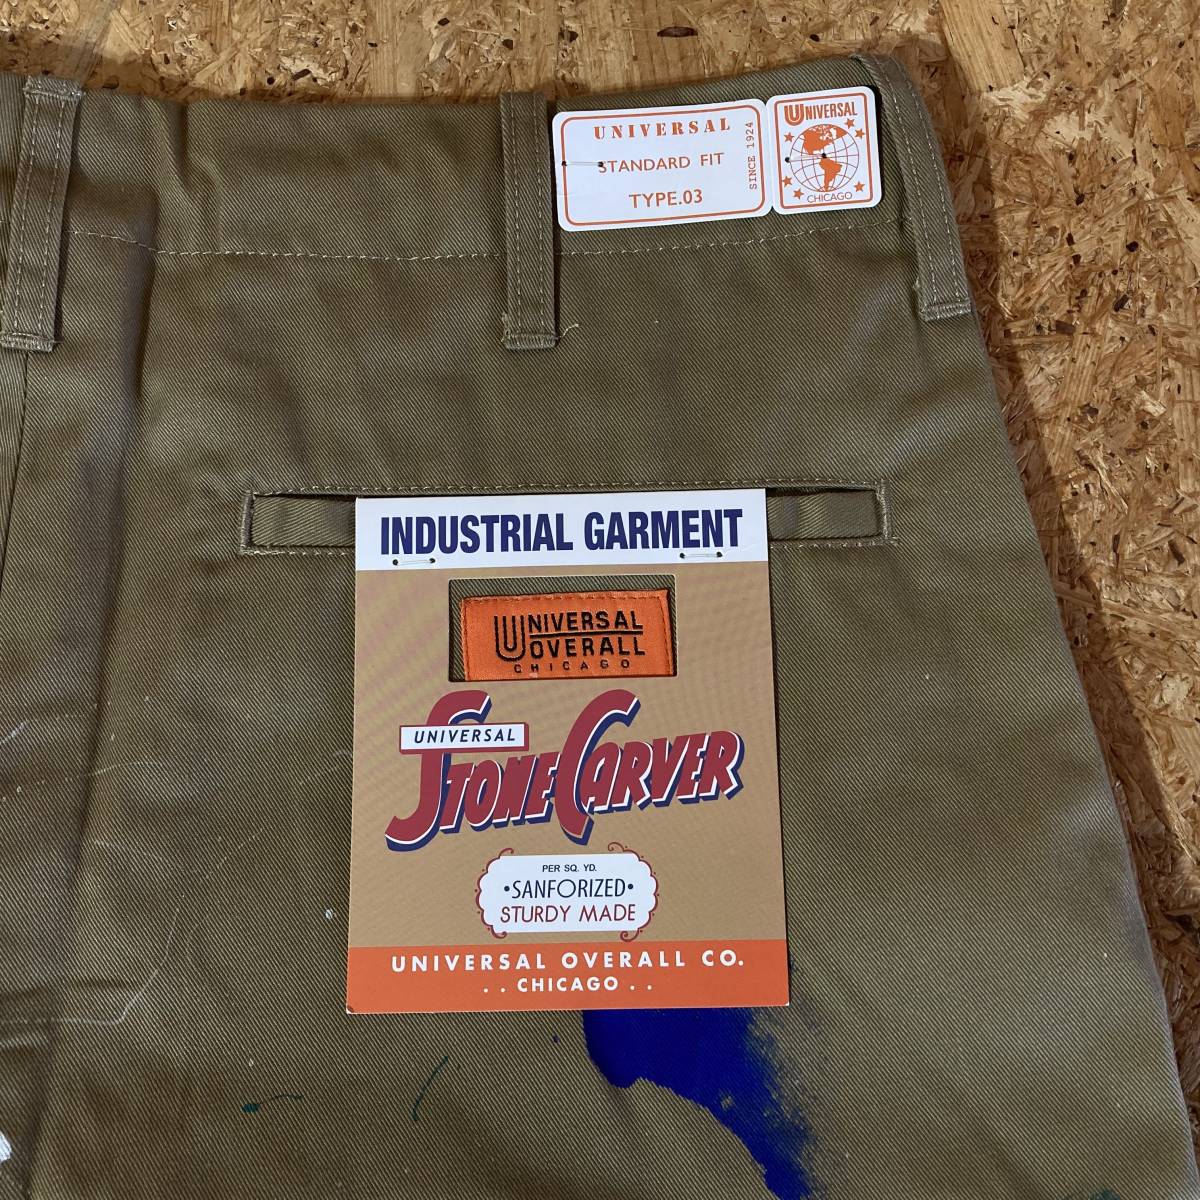 UNIVERSAL
STANDARD FIT
TYPE.03
SINCE 1924
UNIVERSAL
CHICAGO
INDUSTRIAL GARMENT
UNIVERSAL
OVERALL
CHICAGO
UNIVERSAL
STONE CARVER
PER SQ. YD.
•SANFORIZED•
STURDY MADE
UNIVERSAL OVERALL CO.
. . CHICAGO . .